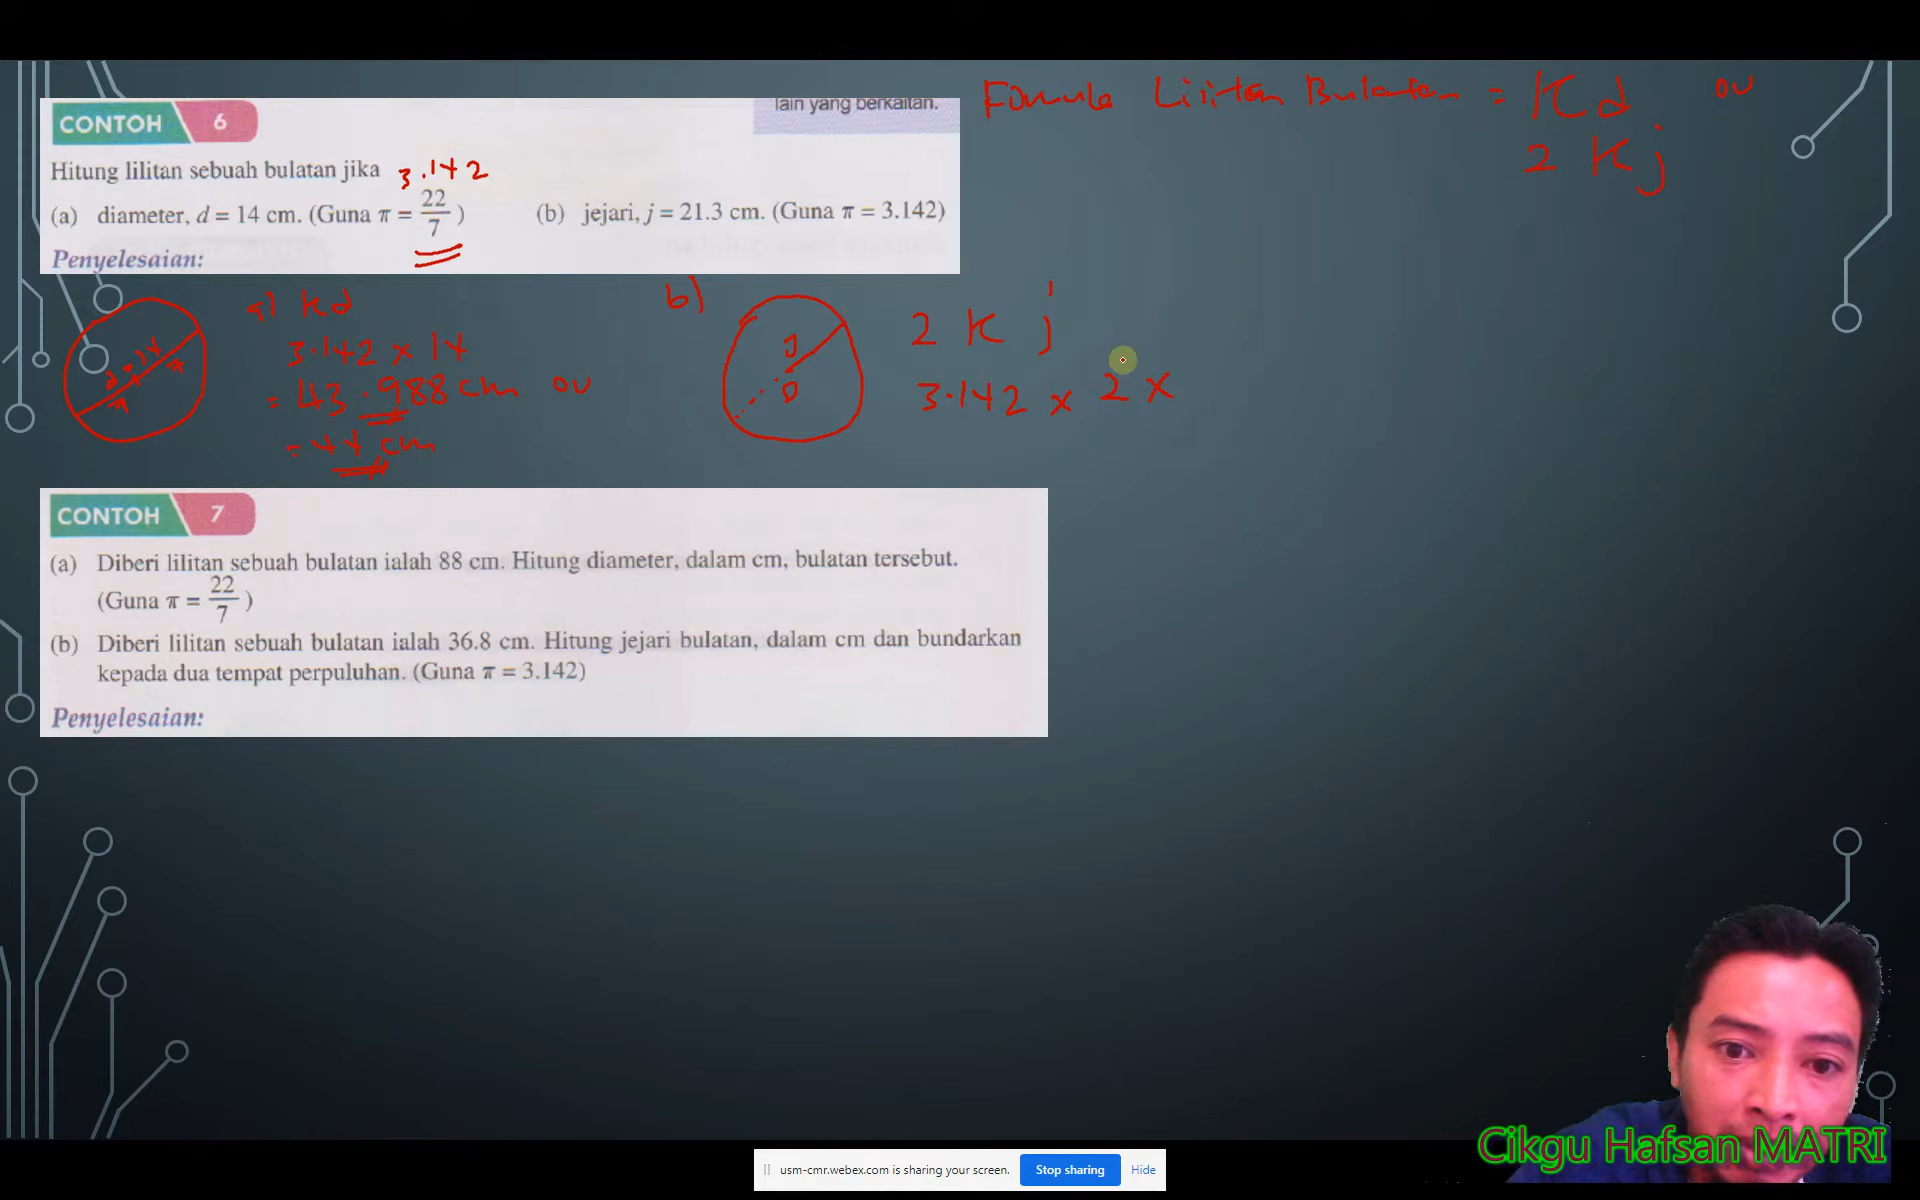 lain yang berkaitan.
Formula Lilitan Bulatan = πd ou
2πj
CONTOH 6
Hitung lilitan sebuah bulatan jika 3.142
(a) diameter, d = 14 cm. (Guna π = 22/7) (b) jejari, j = 21.3 cm. (Guna π = 3.142)
Penyelesaian:
a) πd
3.142 x 14
= 43.988 cm ou
= 44 cm
b) 2 π j
3.142 x 2 x
CONTOH 7
(a) Diberi lilitan sebuah bulatan ialah 88 cm. Hitung diameter, dalam cm, bulatan tersebut.
(Guna π = 22/7)
(b) Diberi lilitan sebuah bulatan ialah 36.8 cm. Hitung jejari bulatan, dalam cm dan bundarkan
kepada dua tempat perpuluhan. (Guna π = 3.142)
Penyelesaian:
Cikgu Hafsan MATRI
usm-cmr.webex.com is sharing your screen. Stop sharing Hide